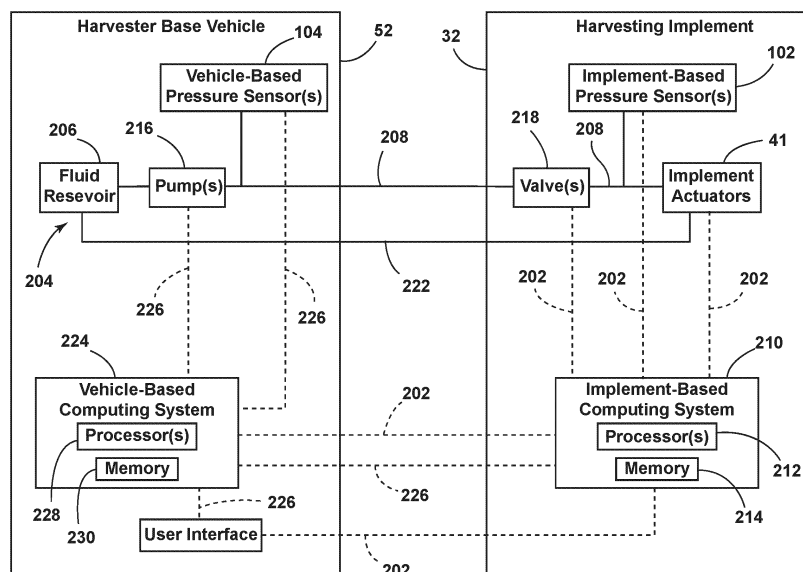 Harvester Base Vehicle
52
32
Harvesting Implement
104
102
Vehicle-Based
Pressure Sensor(s)
Implement-Based
Pressure Sensor(s)
206
216
208
218
208
41
Fluid
Resevoir
Pump(s)
Valve(s)
Implement
Actuators
204
222
226
226
202
202
202
224
210
Vehicle-Based
Computing System
Processor(s)
Memory
202
226
Implement-Based
Computing System
Processor(s)
Memory
228
230
226
212
214
User Interface
202